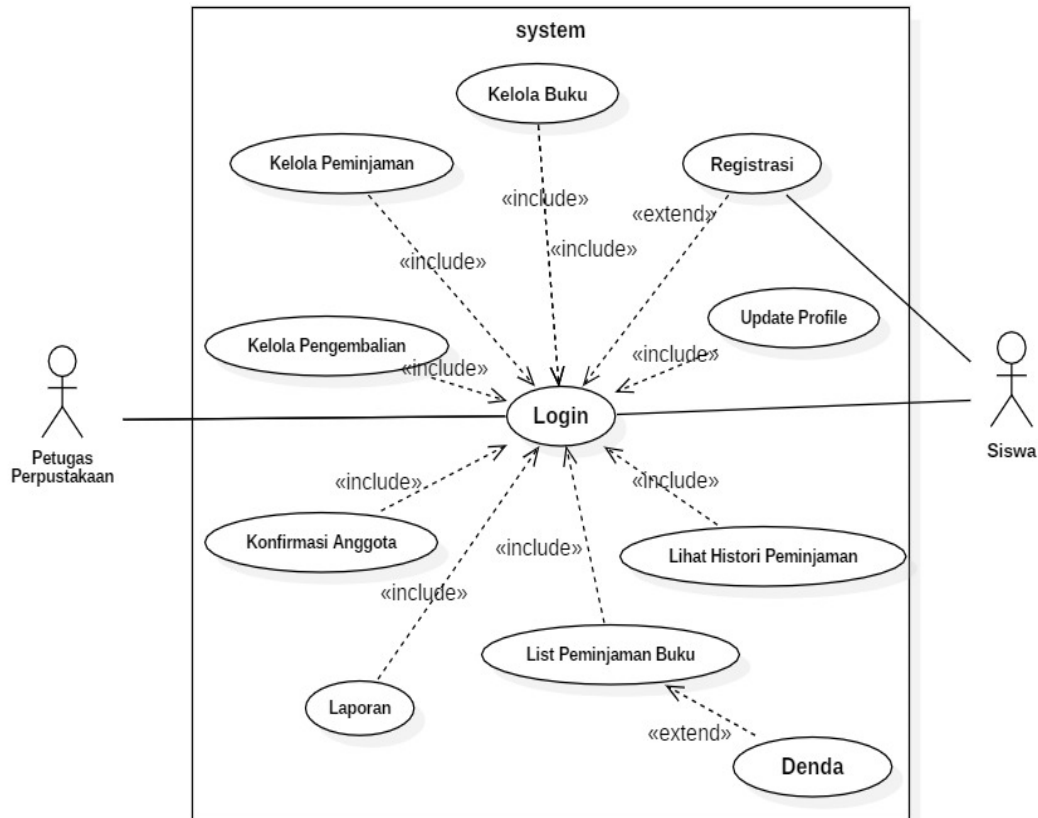 system
Kelola Buku
Kelola Peminjaman
Registrasi
«include»
«extend»
«include»
«include»
Update Profile
Kelola Pengembalian
«include»
«include»
Login
Petugas
Perpustakaan
Siswa
«include»
«include»
Konfirmasi Anggota
«include»
Lihat Histori Peminjaman
«include»
List Peminjaman Buku
Laporan
«extend»
Denda